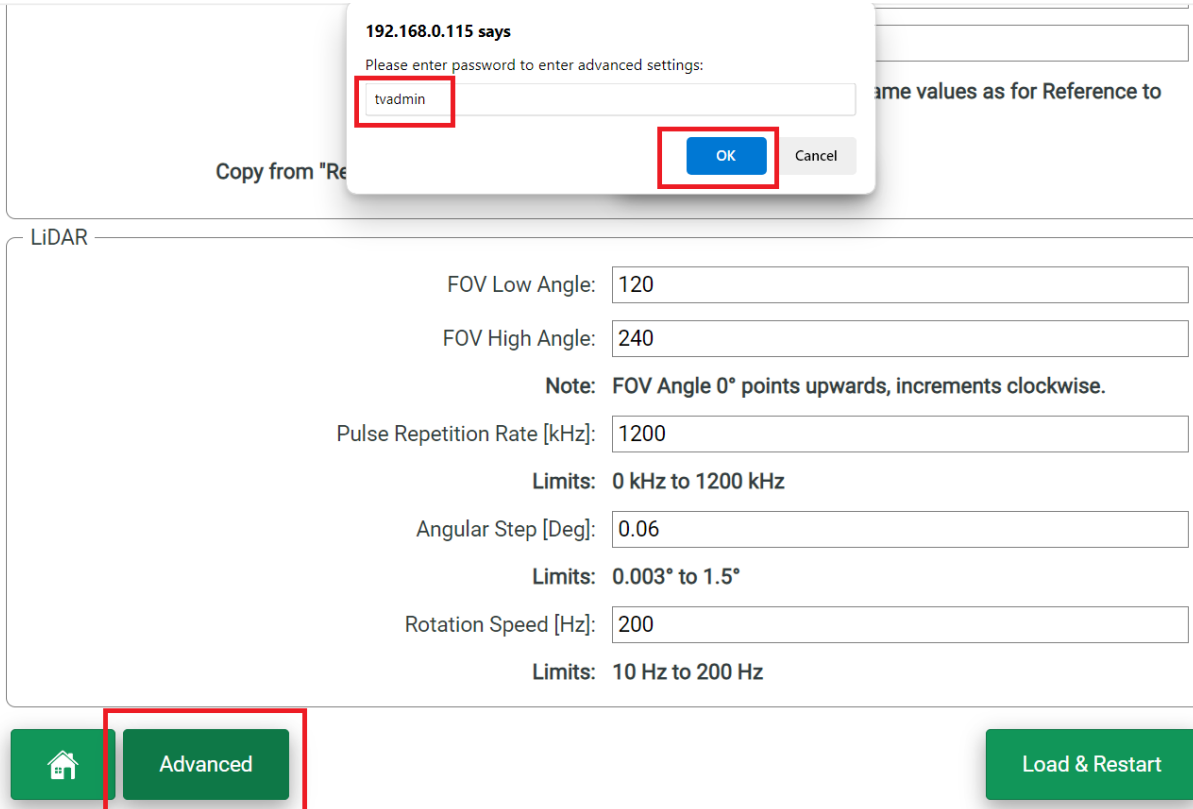 192.168.0.115 says
Please enter password to enter advanced settings:
tvadmin
ame values as for Reference to
OK Cancel
Copy from "Re
LiDAR
FOV Low Angle: 120
FOV High Angle: 240
Note: FOV Angle 0° points upwards, increments clockwise.
Pulse Repetition Rate [kHz]: 1200
Limits: 0 kHz to 1200 kHz
Angular Step [Deg]: 0.06
Limits: 0.003° to 1.5°
Rotation Speed [Hz]: 200
Limits: 10 Hz to 200 Hz
Advanced Load & Restart